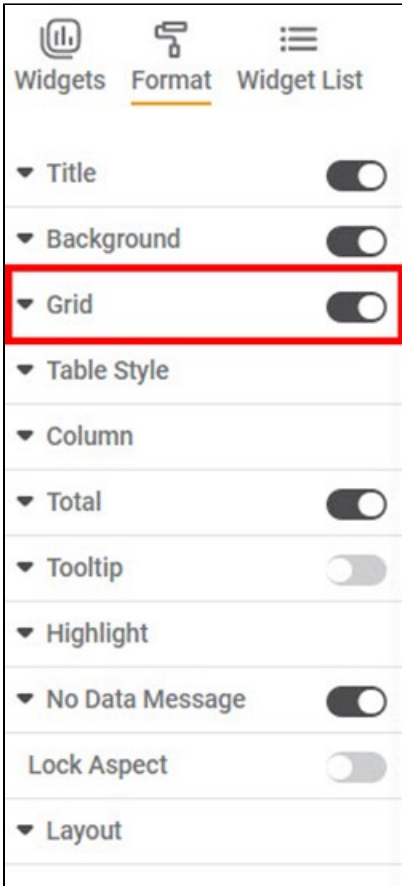 Widgets Format Widget List
Title
Background
Grid
Table Style
Column
Total
Tooltip
Highlight
No Data Message
Lock Aspect
Layout